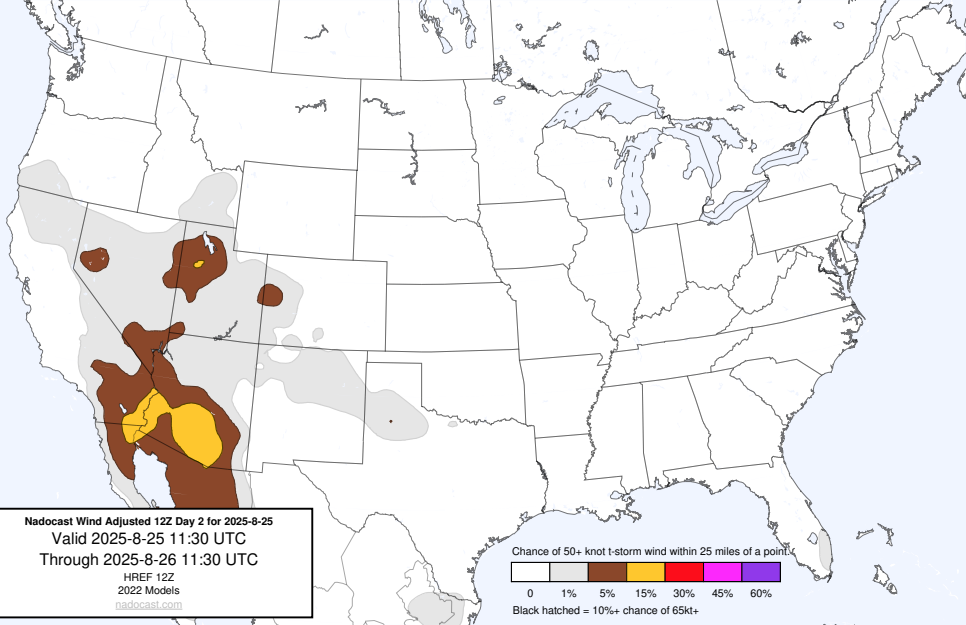 Nadocast Wind Adjusted 12Z Day 2 for 2025-8-25
Valid 2025-8-25 11:30 UTC
Through 2025-8-26 11:30 UTC
HREF 12Z
2022 Models
nadocast.com
Chance of 50+ knot t-storm wind within 25 miles of a point.
0 1% 5% 15% 30% 45% 60%
Black hatched = 10%+ chance of 65kt+